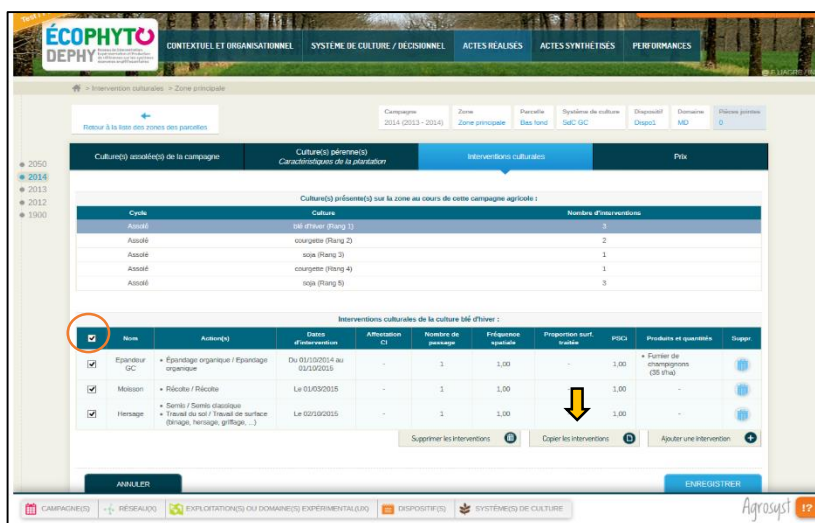 ÉCOPHYTO
DEPHY
CONTEXTUEL ET ORGANISATIONNEL SYSTÈME DE CULTURE / DÉCISIONNEL ACTES RÉALISÉS ACTES SYNTHÉTISÉS PERFORMANCES
> Intervention culturales > Zone principale
Retour à la liste des zones des parcelles
Campagne Zone Parcelle Système de culture Dispositif Domaine Pièces jointes
2014 (2013 - 2014) Zone principale Bas fond SdC GC Dispo1 MD 0
2050
2014
2013
2012
1900
Culture(s) assolée(s) de la campagne
Culture(s) pérenne(s)
Caractéristiques de la plantation
Interventions culturales
Prix
Culture(s) présente(s) sur la zone au cours de cette campagne agricole :
Cycle Culture Nombre d'interventions
Assolé blé d'hiver (Rang 1) 3
Assolé courgette (Rang 2) 2
Assolé soja (Rang 3) 1
Assolé courgette (Rang 4) 1
Assolé soja (Rang 5) 3
Interventions culturales de la culture blé d'hiver :
Nom Action(s) Dates d'intervention Affectation CI Nombre de passage Fréquence spatiale Proportion surf. traitée PSCi Produits et quantités Suppr.
Epandeur GC • Épandage organique / Epandage organique Du 01/10/2014 au 01/10/2015 - 1 1,00 - 1,00 • Fumier de champignons (38 t/ha)
Moisson • Récolte / Récolte Le 01/03/2015 - 1 1,00 1,00 -
Hersage • Semis / Semis classique
• Travail du sol / Travail de surface (binage, hersage, griffage, ...) Le 02/10/2015 - 1 1,00 1,00 -
Supprimer les interventions Copier les interventions Ajouter une intervention
ANNULER ENREGISTRER
CAMPAGNE(S) RÉSEAU(X) EXPLOITATION(S) OU DOMAINE(S) EXPÉRIMENTAL(UX) DISPOSITIF(S) SYSTÈME(S) DE CULTURE
Agrosyst !?